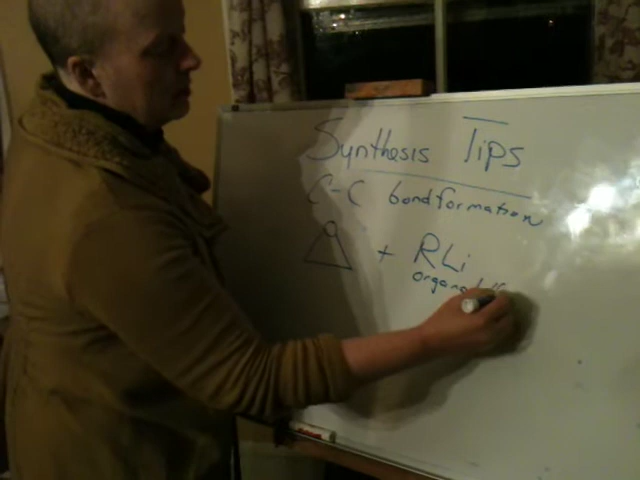 Synthesis Tips
C-C bond formation
O + RLi